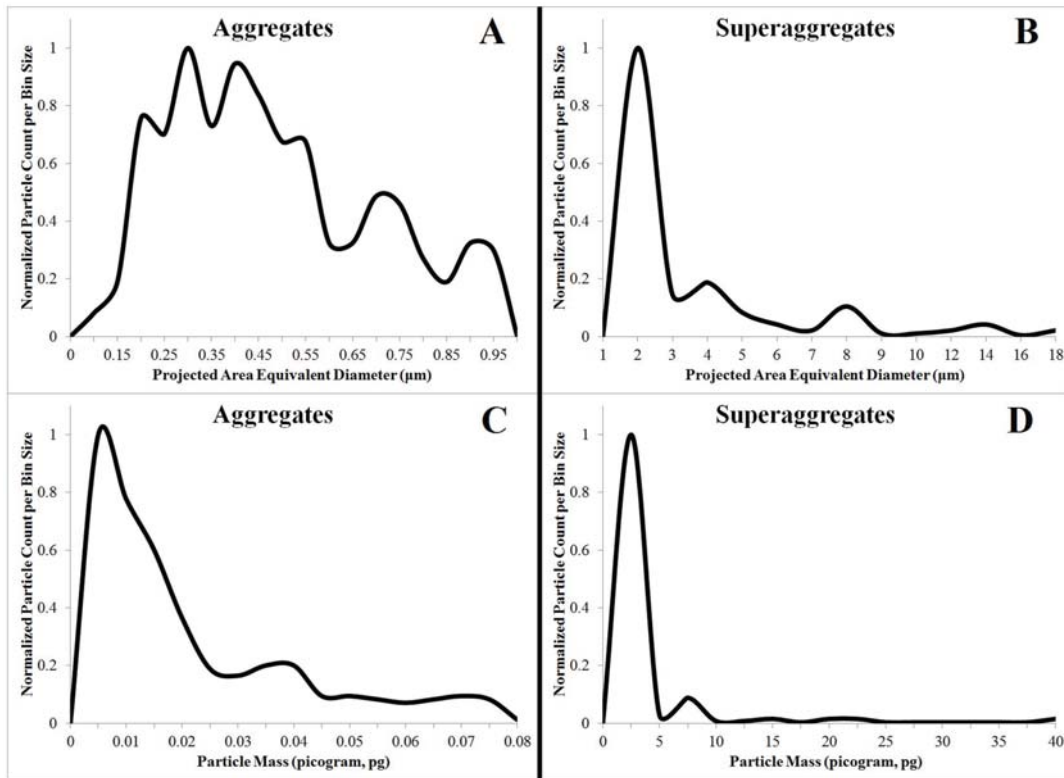 Aggregates
A
Normalized Particle Count per Bin Size
1
0.8
0.6
0.4
0.2
0
0 0.15 0.25 0.35 0.45 0.55 0.65 0.75 0.85 0.95
Projected Area Equivalent Diameter (µm)
Superaggregates
B
Normalized Particle Count per Bin Size
1
0.8
0.6
0.4
0.2
0
1 2 3 4 5 6 7 8 9 10 12 14 16 18
Projected Area Equivalent Diameter (µm)
Aggregates
C
Normalized Particle Count per Bin Size
1
0.8
0.6
0.4
0.2
0
0 0.01 0.02 0.03 0.04 0.05 0.06 0.07 0.08
Particle Mass (picogram, pg)
Superaggregates
D
Normalized Particle Count per Bin Size
1
0.8
0.6
0.4
0.2
0
0 5 10 15 20 25 30 35 40
Particle Mass (picogram, pg)